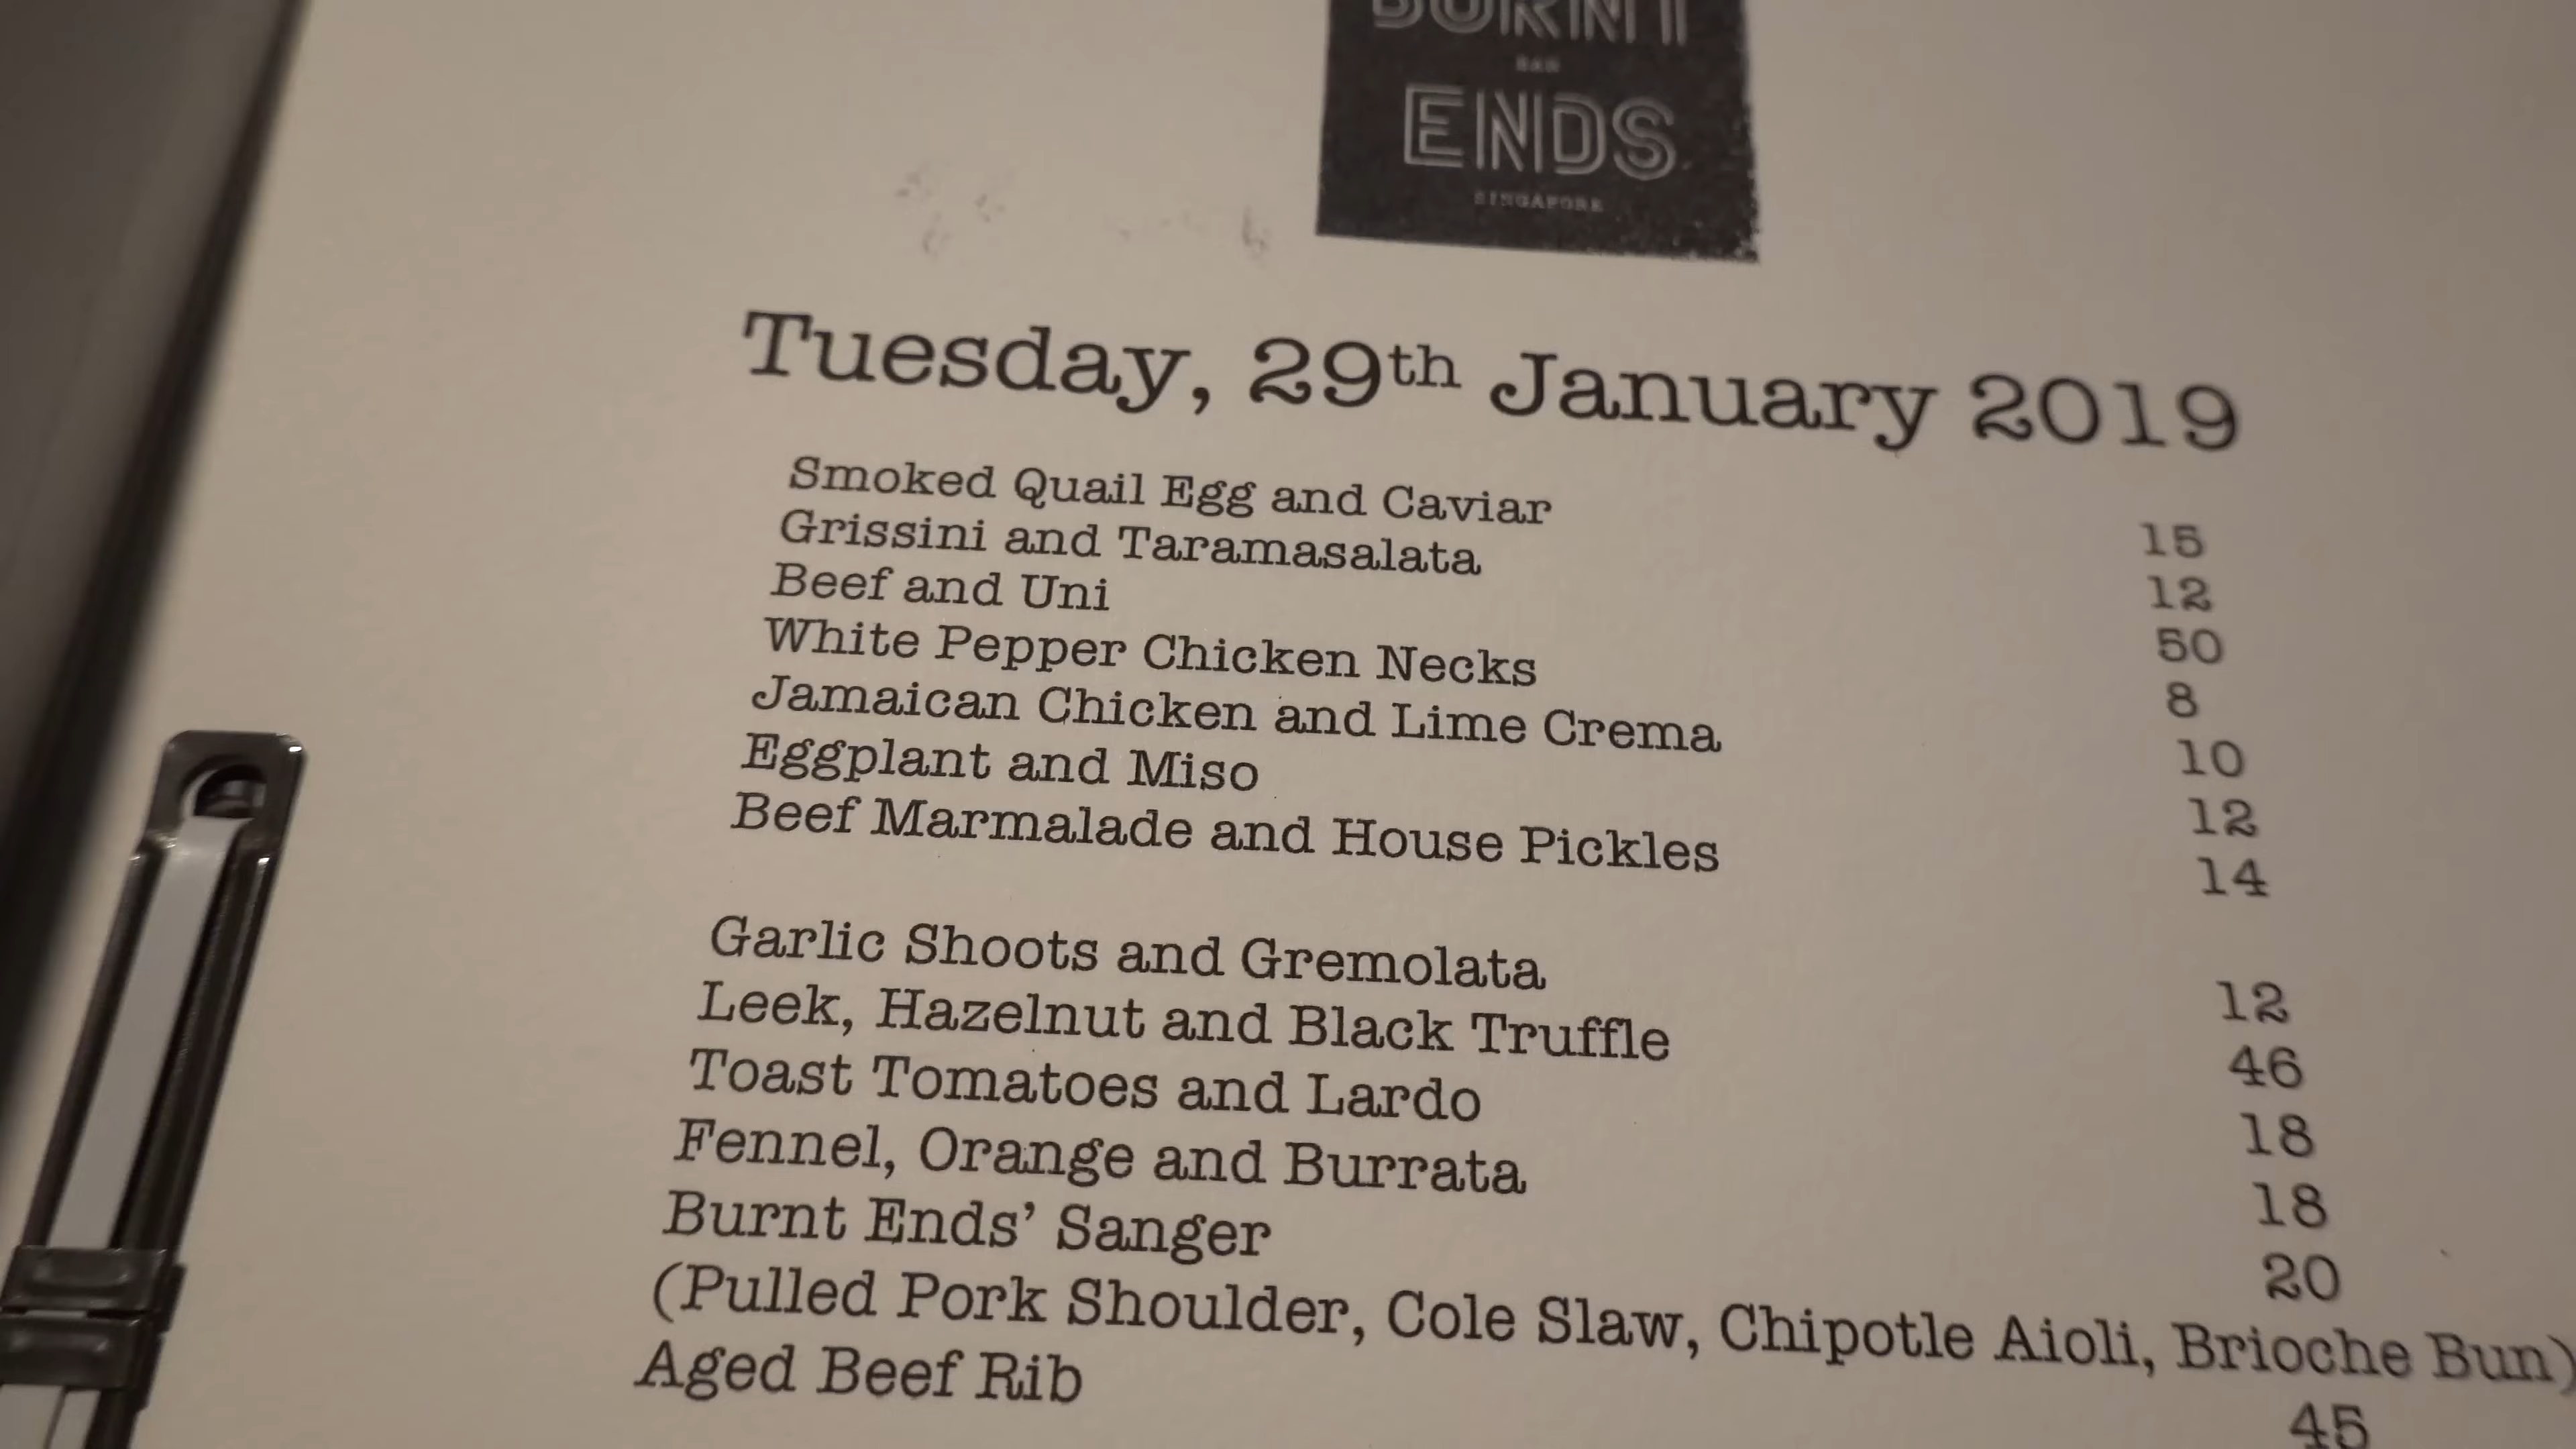 BURNT
BAR
ENDS
SINGAPORE
Tuesday, 29th January 2019
Smoked Quail Egg and Caviar 15
Grissini and Taramasalata 12
Beef and Uni 50
White Pepper Chicken Necks 8
Jamaican Chicken and Lime Crema 10
Eggplant and Miso 12
Beef Marmalade and House Pickles 14
Garlic Shoots and Gremolata 12
Leek, Hazelnut and Black Truffle 46
Toast Tomatoes and Lardo 18
Fennel, Orange and Burrata 18
Burnt Ends’ Sanger 20
(Pulled Pork Shoulder, Cole Slaw, Chipotle Aioli, Brioche Bun)
Aged Beef Rib 45